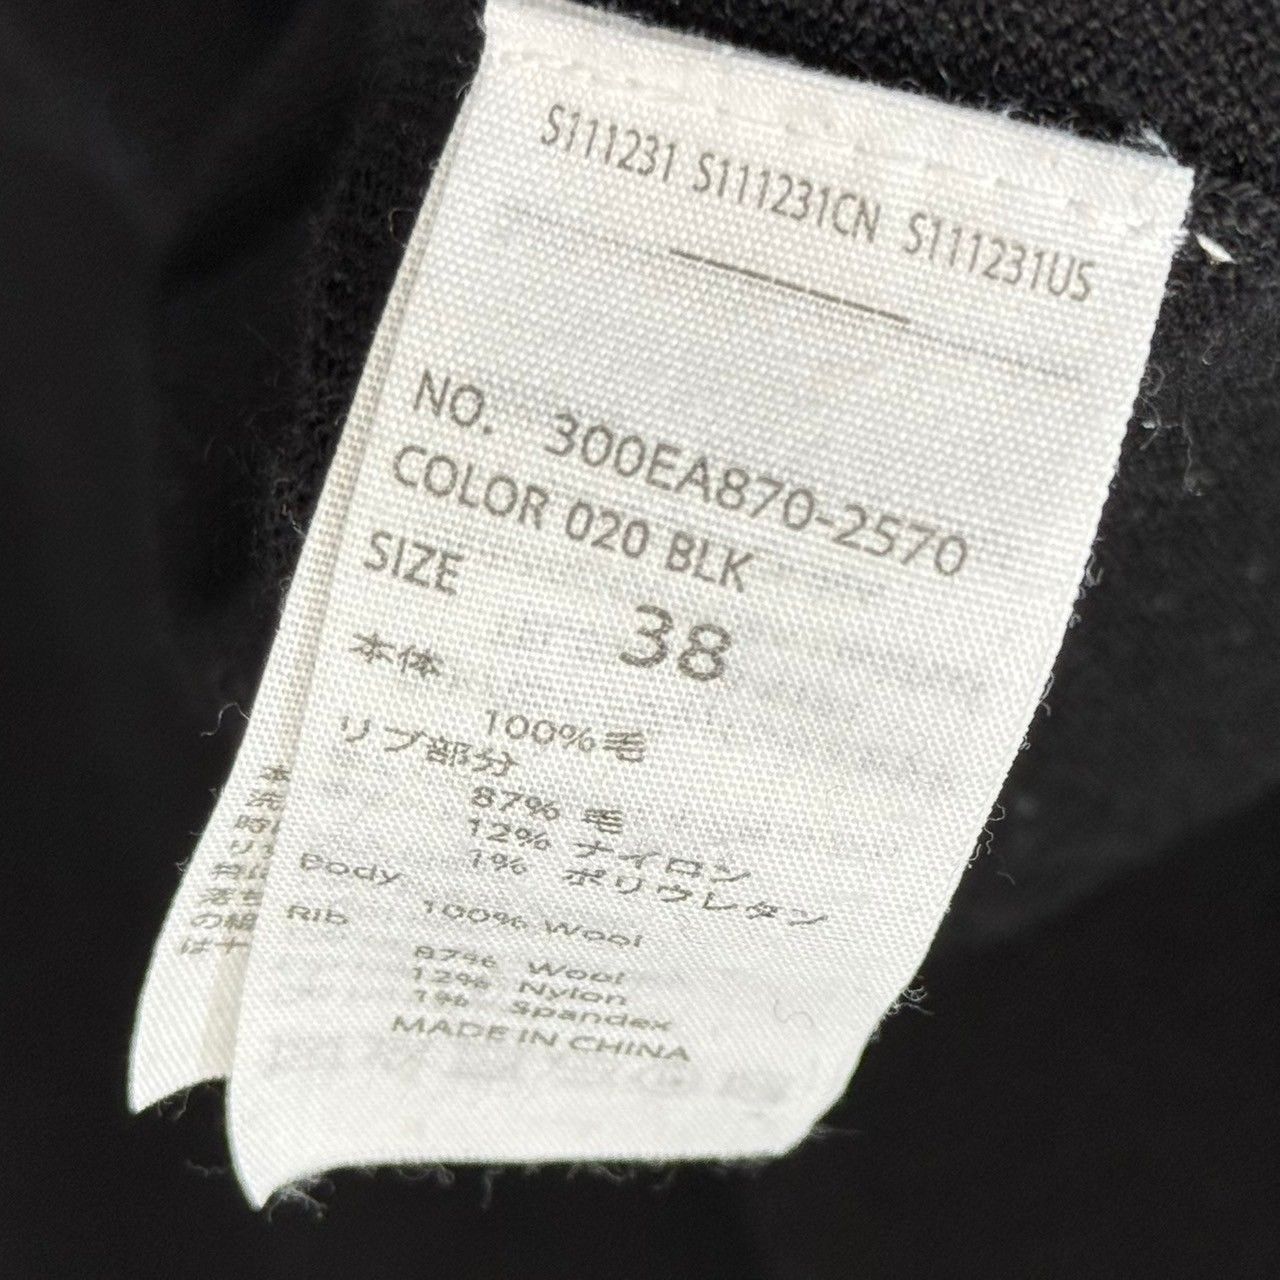 S111231 S111231CN S111231US
NO. 300EA870-2570
COLOR 020 BLK
SIZE 38
本体
100%毛
リブ部分
87% 毛
12% ナイロン
1% ポリウレタン
Body
100% Wool
Rib
87% Wool
12% Nylon
1% Spandex
MADE IN CHINA